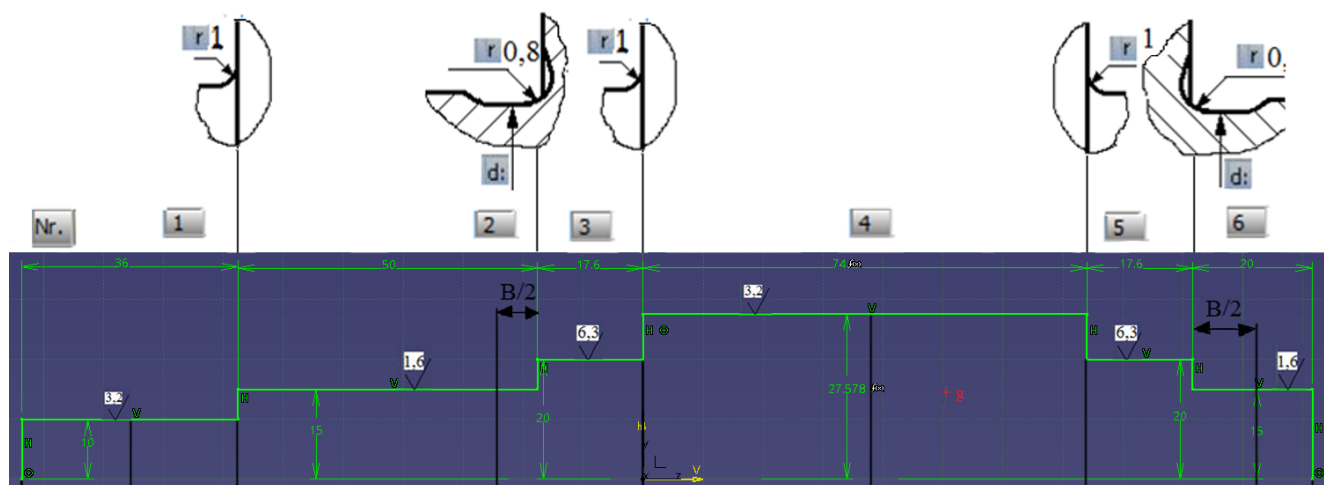 r 1
r 0,8
r 1
r 1
r 0,
d:
d:
Nr. 1 2 3 4 5 6
36 50 17.6 74 f(x) 17.6 20
B/2
B/2
3,2
6,3
6,3
1,6
1,6
3,2
V
H
V
H
27.578 f(x)
+ g
V
H
V
H
V
H
10
15
20
20
15
H
H
h
y
x
z
V